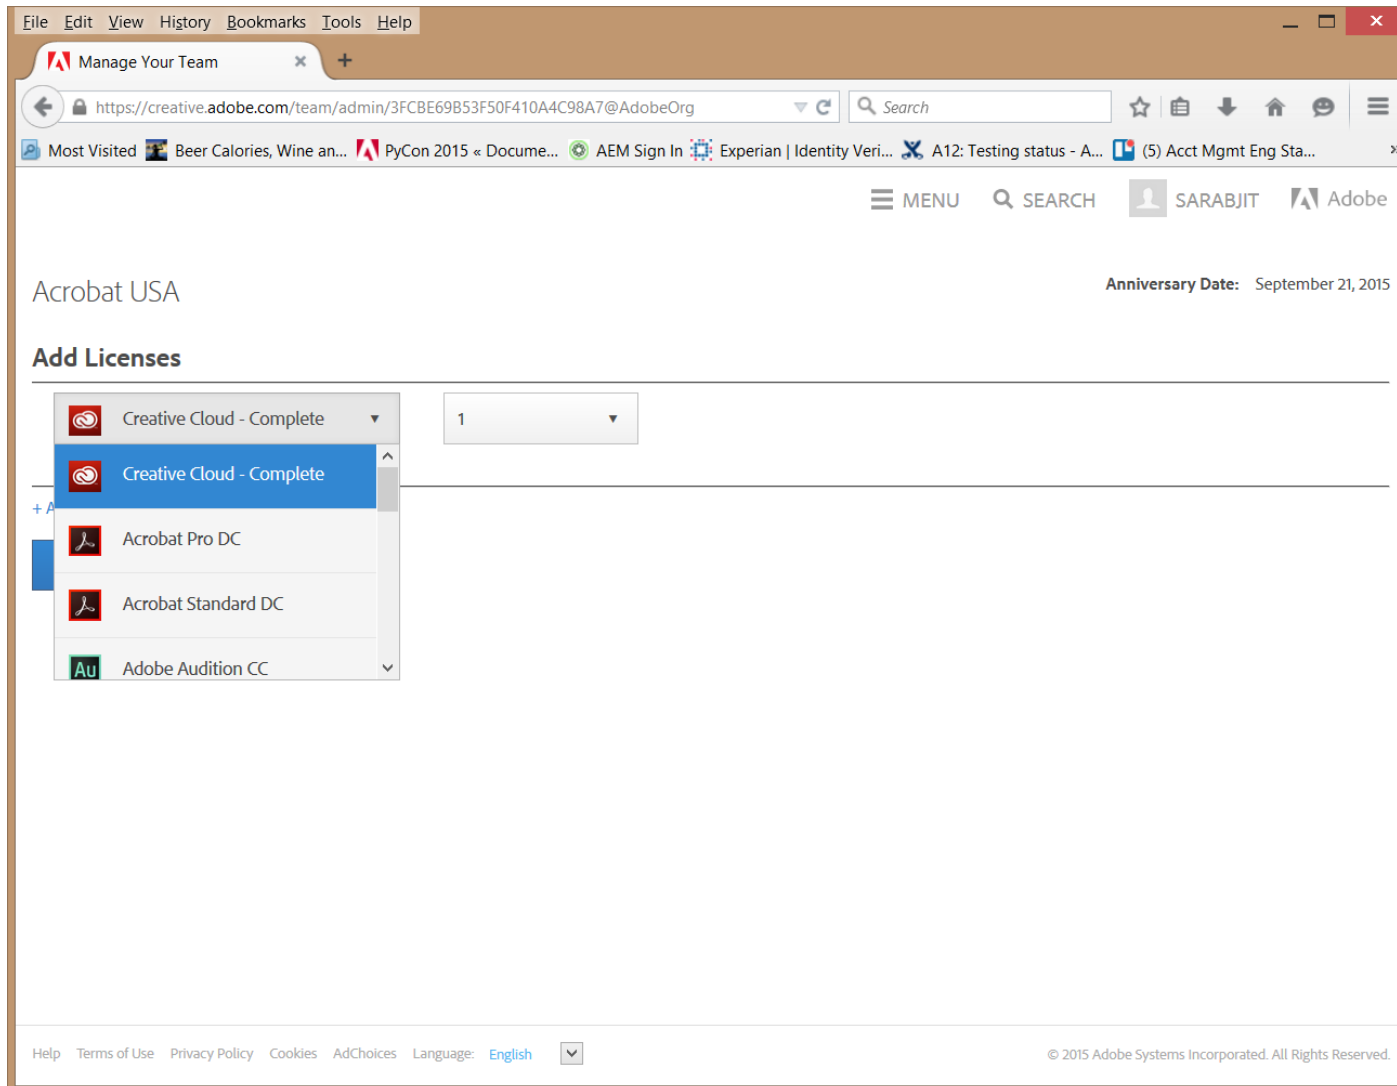 File Edit View History Bookmarks Tools Help
Manage Your Team
https://creative.adobe.com/team/admin/3FCBE69B53F50F410A4C98A7@AdobeOrg Search
Most Visited Beer Calories, Wine an... PyCon 2015 « Docume... AEM Sign In Experian | Identity Veri... A12: Testing status - A... (5) Acct Mgmt Eng Sta...
MENU SEARCH SARABJIT Adobe
Acrobat USA
Anniversary Date: September 21, 2015
Add Licenses
Creative Cloud - Complete 1
Creative Cloud - Complete
+ A
Acrobat Pro DC
Acrobat Standard DC
Au Adobe Audition CC
Help Terms of Use Privacy Policy Cookies AdChoices Language: English © 2015 Adobe Systems Incorporated. All Rights Reserved.